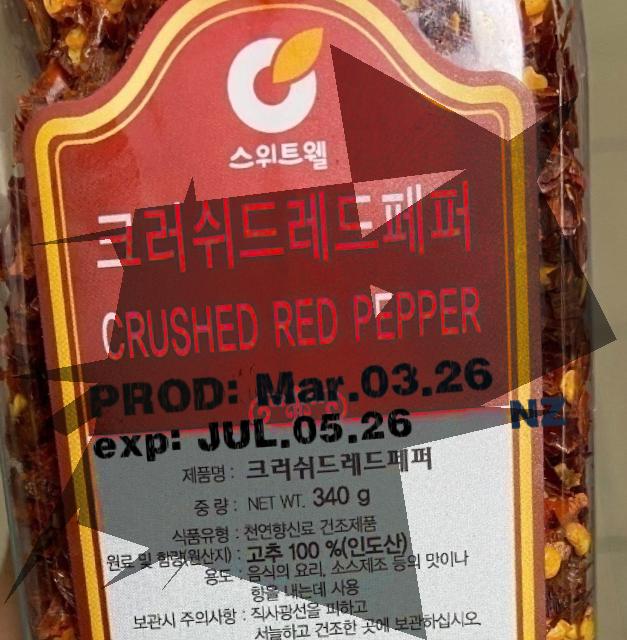 스위트웰
크러쉬드레드페퍼
CRUSHED RED PEPPER
PROD: Mar.03.26
exp: JUL.05.26
NZ
제품명 : 크러쉬드레드페퍼
중 량 : NET WT. 340 g
식품유형 : 천연향신료 건조제품
원료 및 함량(원산지) : 고추 100 %(인도산)
용도 : 음식의 요리, 소스제조 등의 맛이나
향을 내는데 사용
보관시 주의사항 : 직사광선을 피하고
서늘하고 건조한 곳에 보관하십시오.